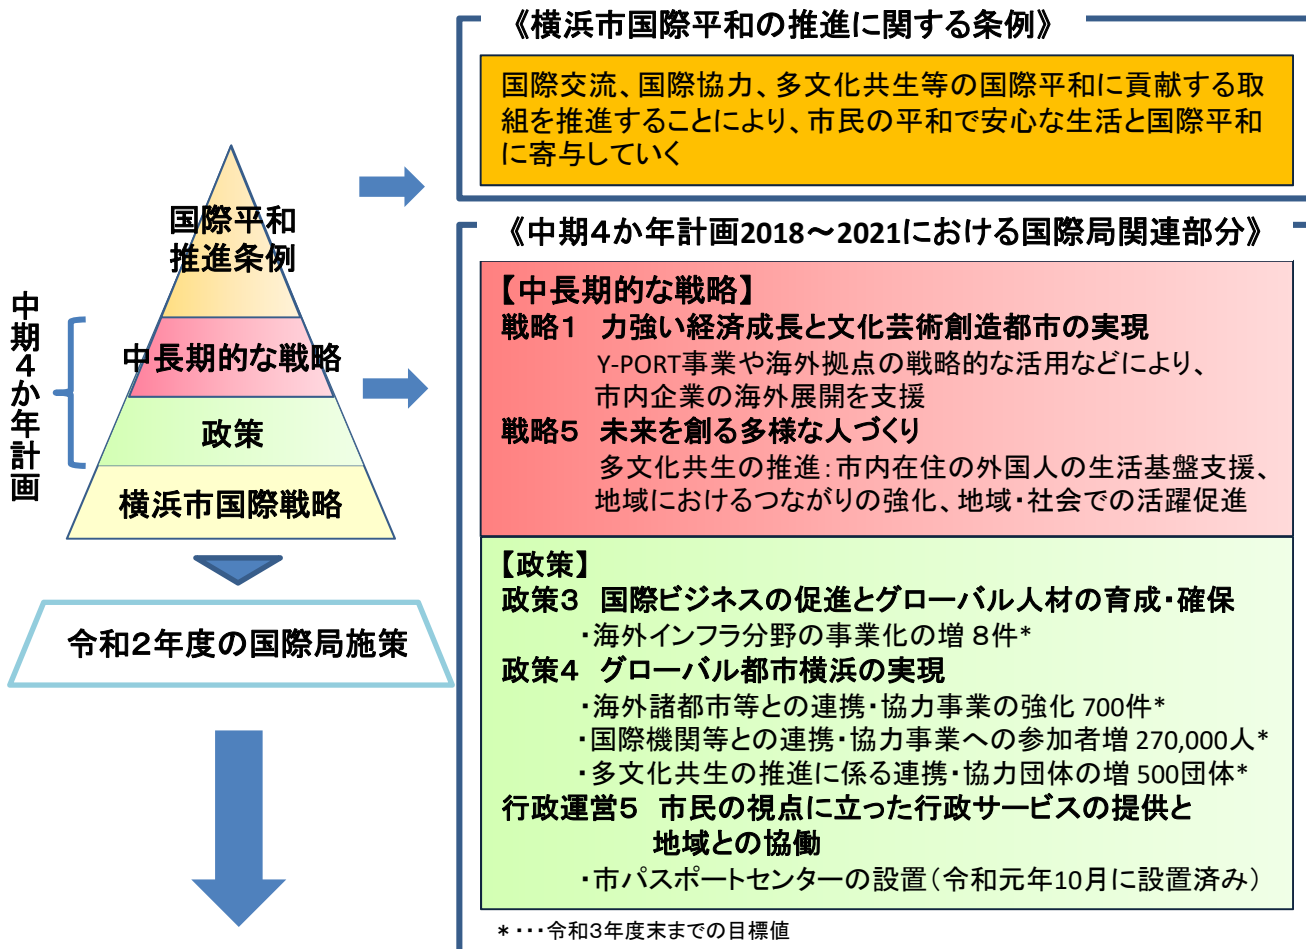 《横浜市国際平和の推進に関する条例》
国際交流、国際協力、多文化共生等の国際平和に貢献する取
組を推進することにより、市民の平和で安心な生活と国際平和
に寄与していく
国際平和
推進条例
中期４か年計画
中長期的な戦略
政策
横浜市国際戦略
令和２年度の国際局施策
《中期４か年計画2018～2021における国際局関連部分》
【中長期的な戦略】
戦略１ 力強い経済成長と文化芸術創造都市の実現
Y-PORT事業や海外拠点の戦略的な活用などにより、
市内企業の海外展開を支援
戦略５ 未来を創る多様な人づくり
多文化共生の推進：市内在住の外国人の生活基盤支援、
地域におけるつながりの強化、地域・社会での活躍促進
【政策】
政策３ 国際ビジネスの促進とグローバル人材の育成・確保
・海外インフラ分野の事業化の増 ８件*
政策４ グローバル都市横浜の実現
・海外諸都市等との連携・協力事業の強化 700件*
・国際機関等との連携・協力事業への参加者増 270,000人*
・多文化共生の推進に係る連携・協力団体の増 500団体*
行政運営５ 市民の視点に立った行政サービスの提供と
地域との協働
・市パスポートセンターの設置（令和元年10月に設置済み）
*・・・令和３年度末までの目標値